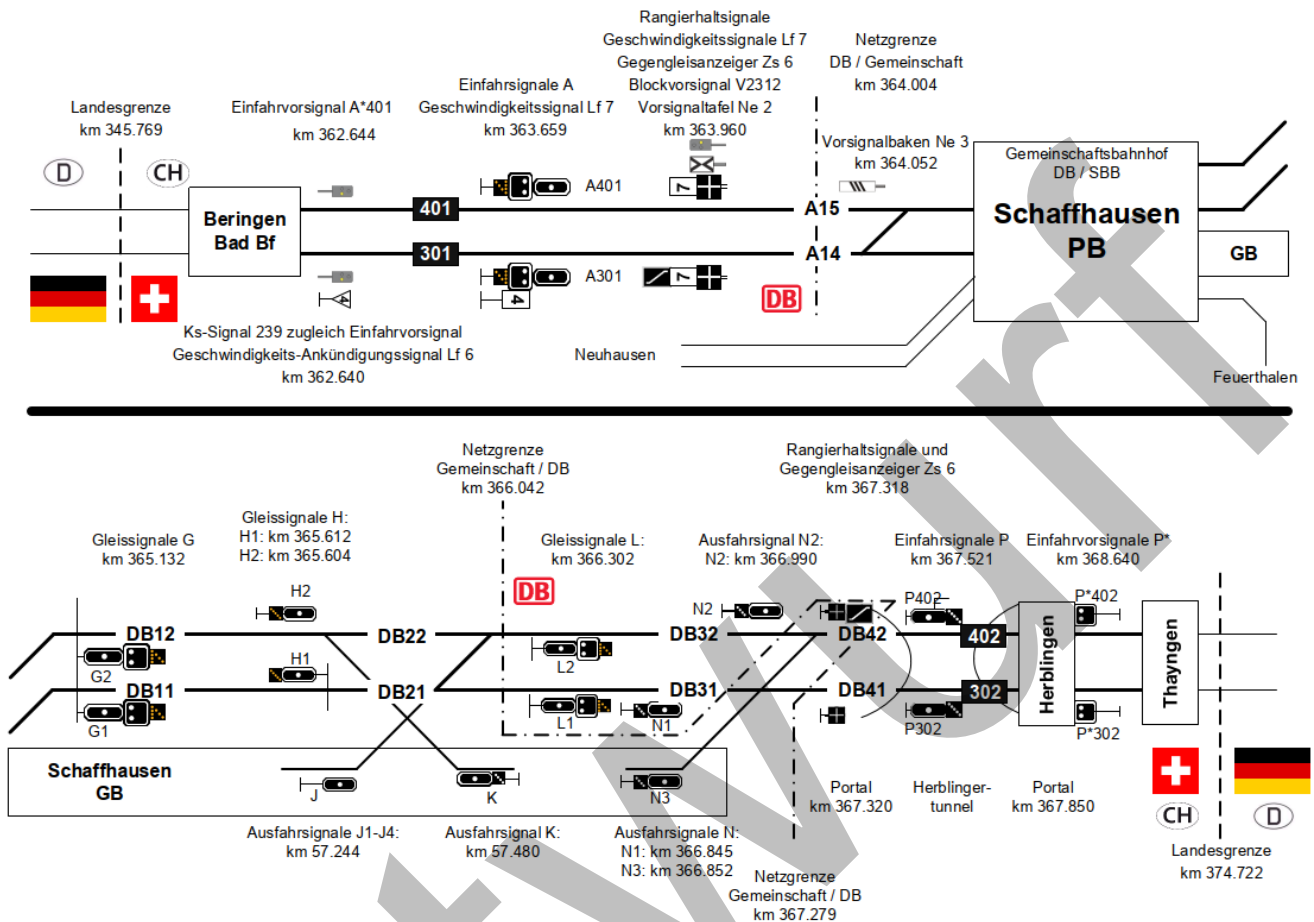 Rangierhaltsignale
Geschwindigkeitssignale Lf 7
Gegengleisanzeiger Zs 6
Blockvorsignal V2312
Vorsignaltafel Ne 2
km 363.960
Netzgrenze
DB / Gemeinschaft
km 364.004
Einfahrsignale A
Geschwindigkeitssignal Lf 7
km 363.659
Landesgrenze
km 345.769
Einfahrvorsignal A*401
km 362.644
Vorsignalbaken Ne 3
km 364.052
Gemeinschaftsbahnhof
DB / SBB
Schaffhausen
PB
GB
D
CH
Beringen
Bad Bf
401
301
A401
A301
7
7
4
4
A15
A14
DB
Ks-Signal 239 zugleich Einfahrvorsignal
Geschwindigkeits-Ankündigungssignal Lf 6
km 362.640
Neuhausen
Feuerthalen
Netzgrenze
Gemeinschaft / DB
km 366.042
Rangierhaltsignale und
Gegengleisanzeiger Zs 6
km 367.318
Gleissignale G
km 365.132
Gleissignale H:
H1: km 365.612
H2: km 365.604
Gleissignale L:
km 366.302
Ausfahrsignal N2:
N2: km 366.990
Einfahrsignale P
km 367.521
Einfahrvorsignale P*
km 368.640
DB
H2
N2
P402
P*402
DB12
DB22
DB32
DB42
402
G2
H1
L2
DB11
DB21
DB31
DB41
302
Herblingen
Thayngen
G1
L1
N1
P302
P*302
Schaffhausen
GB
J
K
N3
Portal
km 367.320
Herblinger-
tunnel
Portal
km 367.850
CH
D
Ausfahrsignale J1-J4:
km 57.244
Ausfahrsignal K:
km 57.480
Ausfahrsignale N:
N1: km 366.845
N3: km 366.852
Netzgrenze
Gemeinschaft / DB
km 367.279
Landesgrenze
km 374.722